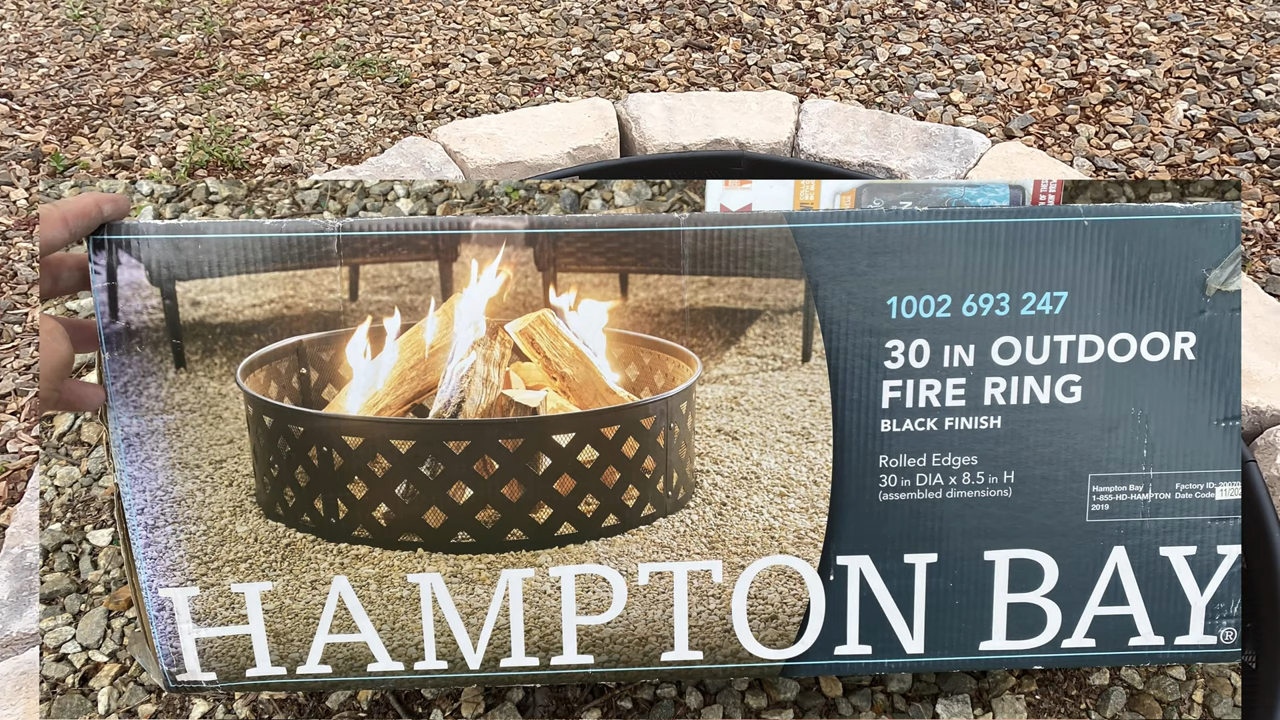 1002 693 247
30 IN OUTDOOR
FIRE RING
BLACK FINISH
Rolled Edges
30 in DIA x 8.5 in H
(assembled dimensions)
Hampton Bay Factory ID:
1-855-HD-HAMPTON Date Code
2019
HAMPTON BAY®